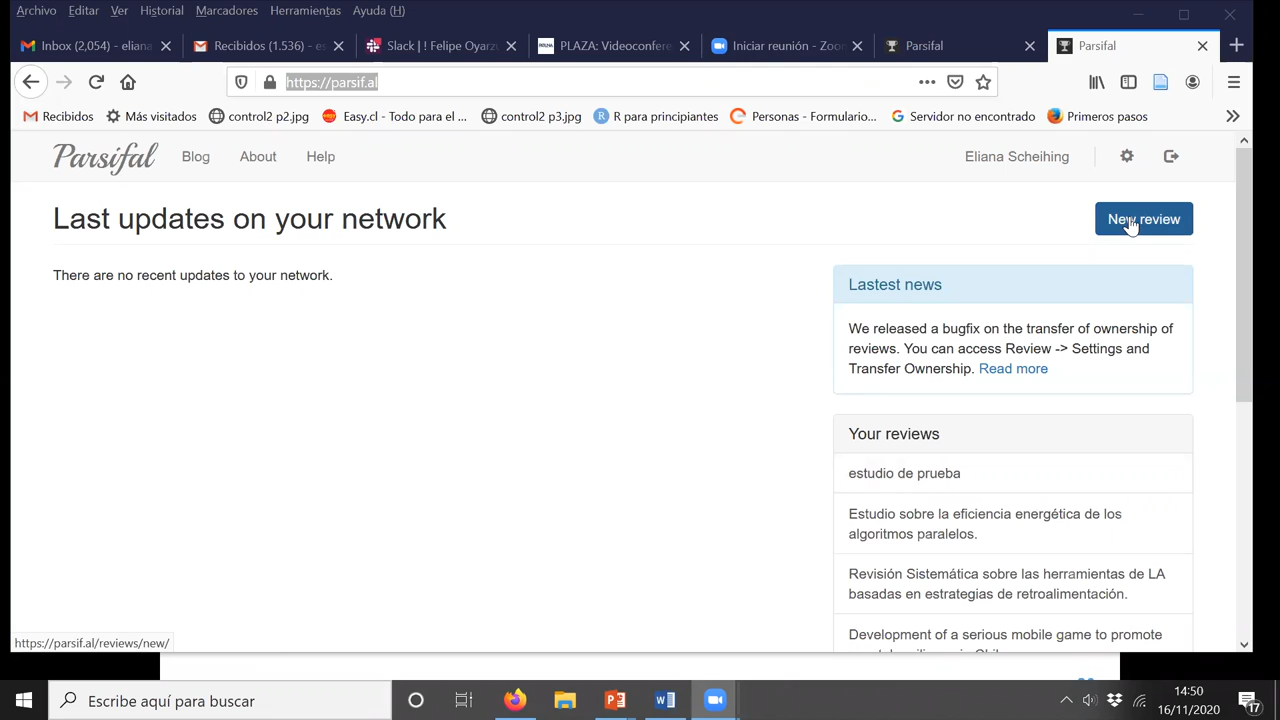 Archivo Editar Ver Historial Marcadores Herramientas Ayuda (H)
Inbox (2,054) - eliana
Recibidos (1.536) - es
Slack | ! Felipe Oyarzu
PLAZA: Videoconfere
Iniciar reunión - Zoo
Parsifal
Parsifal
https://parsif.al
Recibidos
Más visitados
control2 p2.jpg
Easy.cl - Todo para el ...
control2 p3.jpg
R para principiantes
Personas - Formulario...
Servidor no encontrado
Primeros pasos
Parsifal Blog About Help Eliana Scheihing
Last updates on your network
New review
There are no recent updates to your network.
Lastest news
We released a bugfix on the transfer of ownership of
reviews. You can access Review -> Settings and
Transfer Ownership. Read more
Your reviews
estudio de prueba
Estudio sobre la eficiencia energética de los
algoritmos paralelos.
Revisión Sistemática sobre las herramientas de LA
basadas en estrategias de retroalimentación.
Development of a serious mobile game to promote
https://parsif.al/reviews/new/
Escribe aquí para buscar
14:50
16/11/2020
17